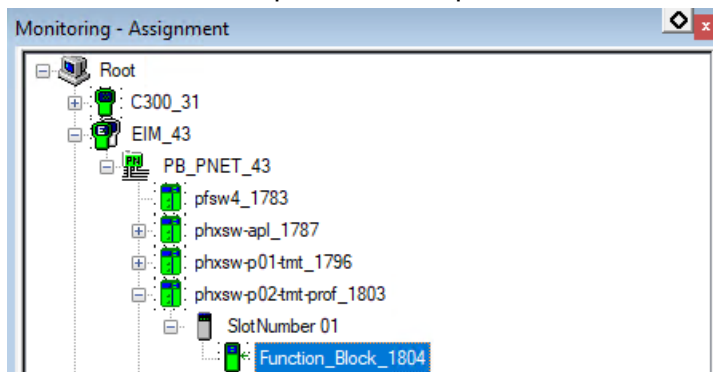 Monitoring - Assignment
x
Root
C300_31
EIM_43
PB_PNET_43
pfsw4_1783
phxsw-apl_1787
phxsw-p01-tmt_1796
phxsw-p02-tmt-prof_1803
SlotNumber 01
Function_Block_1804